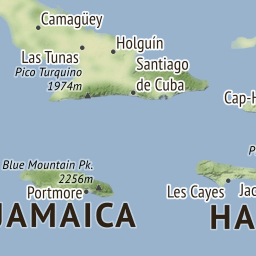 Camagüey
Holguín
Las Tunas
Pico Turquino
1974m
Santiago
de Cuba
Cap-H
Blue Mountain Pk.
2256m
P
Portmore
Les Cayes
Jac
JAMAICA
HA